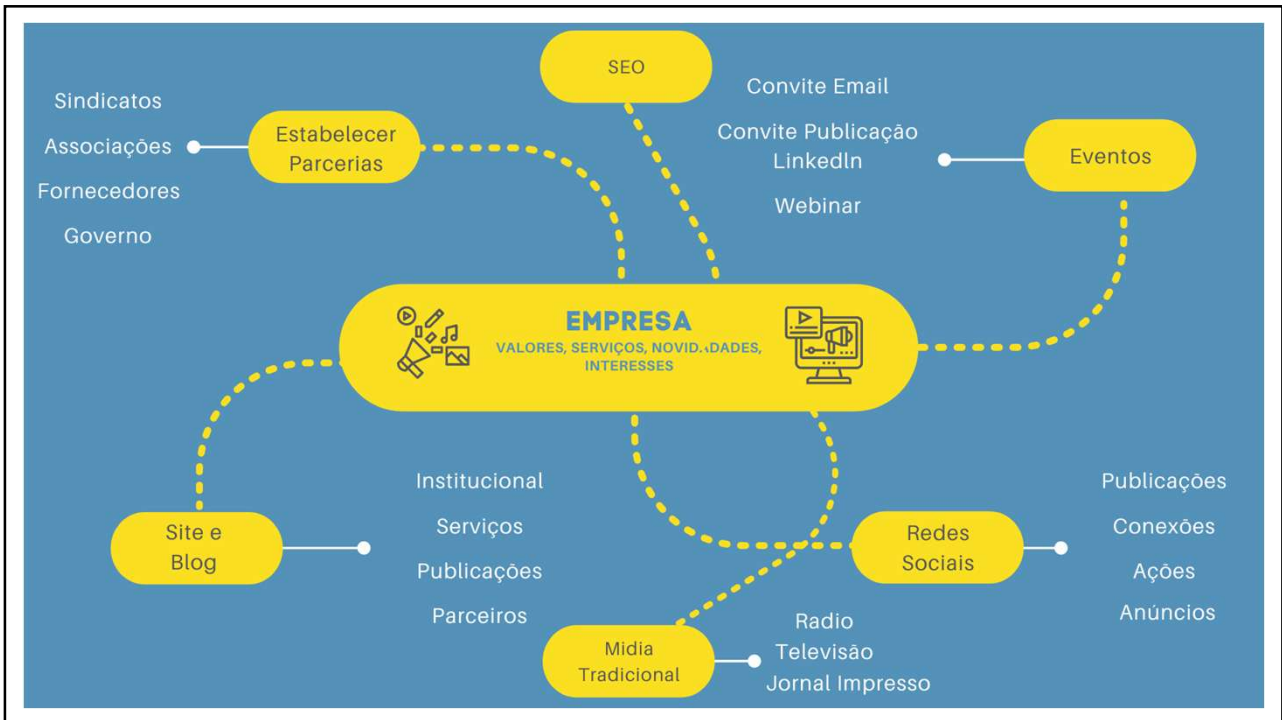 SEO
Sindicatos
Associações
Fornecedores
Governo
Estabelecer
Parcerias
Convite Email
Convite Publicação
LinkedIn
Webinar
Eventos
EMPRESA
VALORES, SERVIÇOS, NOVIDADES,
INTERESSES
Site e
Blog
Institucional
Serviços
Publicações
Parceiros
Redes
Sociais
Publicações
Conexões
Ações
Anúncios
Midia
Tradicional
Radio
Televisão
Jornal Impresso